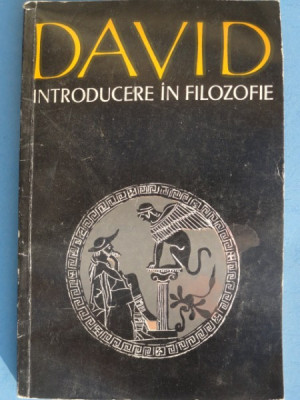 DAVID
INTRODUCERE ÎN FILOZOFIE